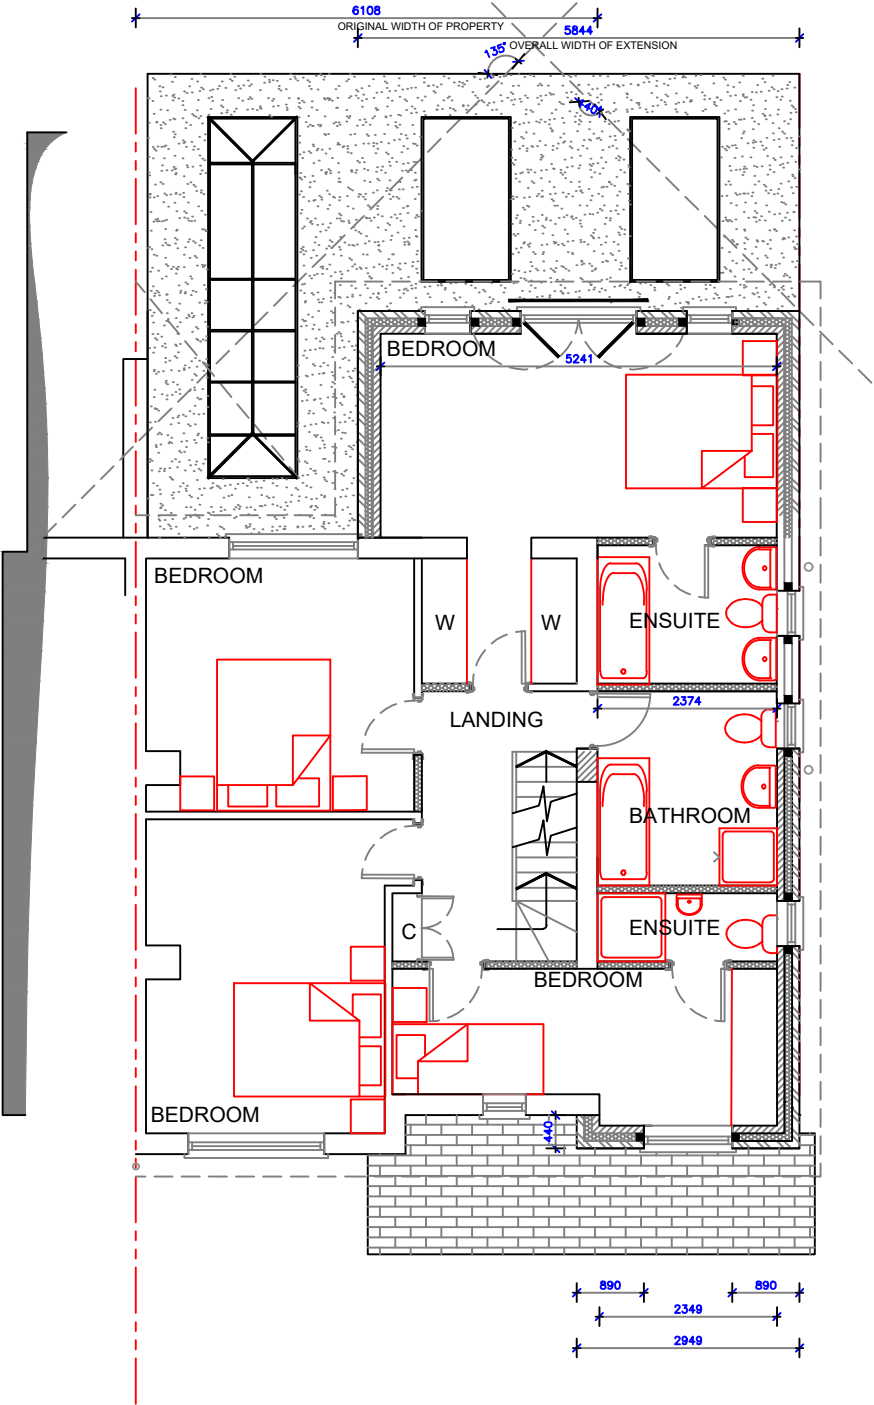 6108
ORIGINAL WIDTH OF PROPERTY
5844
OVERALL WIDTH OF EXTENSION
135°
440°
BEDROOM
5241
BEDROOM
W
W
ENSUITE
LANDING
2374
BATHROOM
C
ENSUITE
BEDROOM
BEDROOM
440
890
890
2349
2949